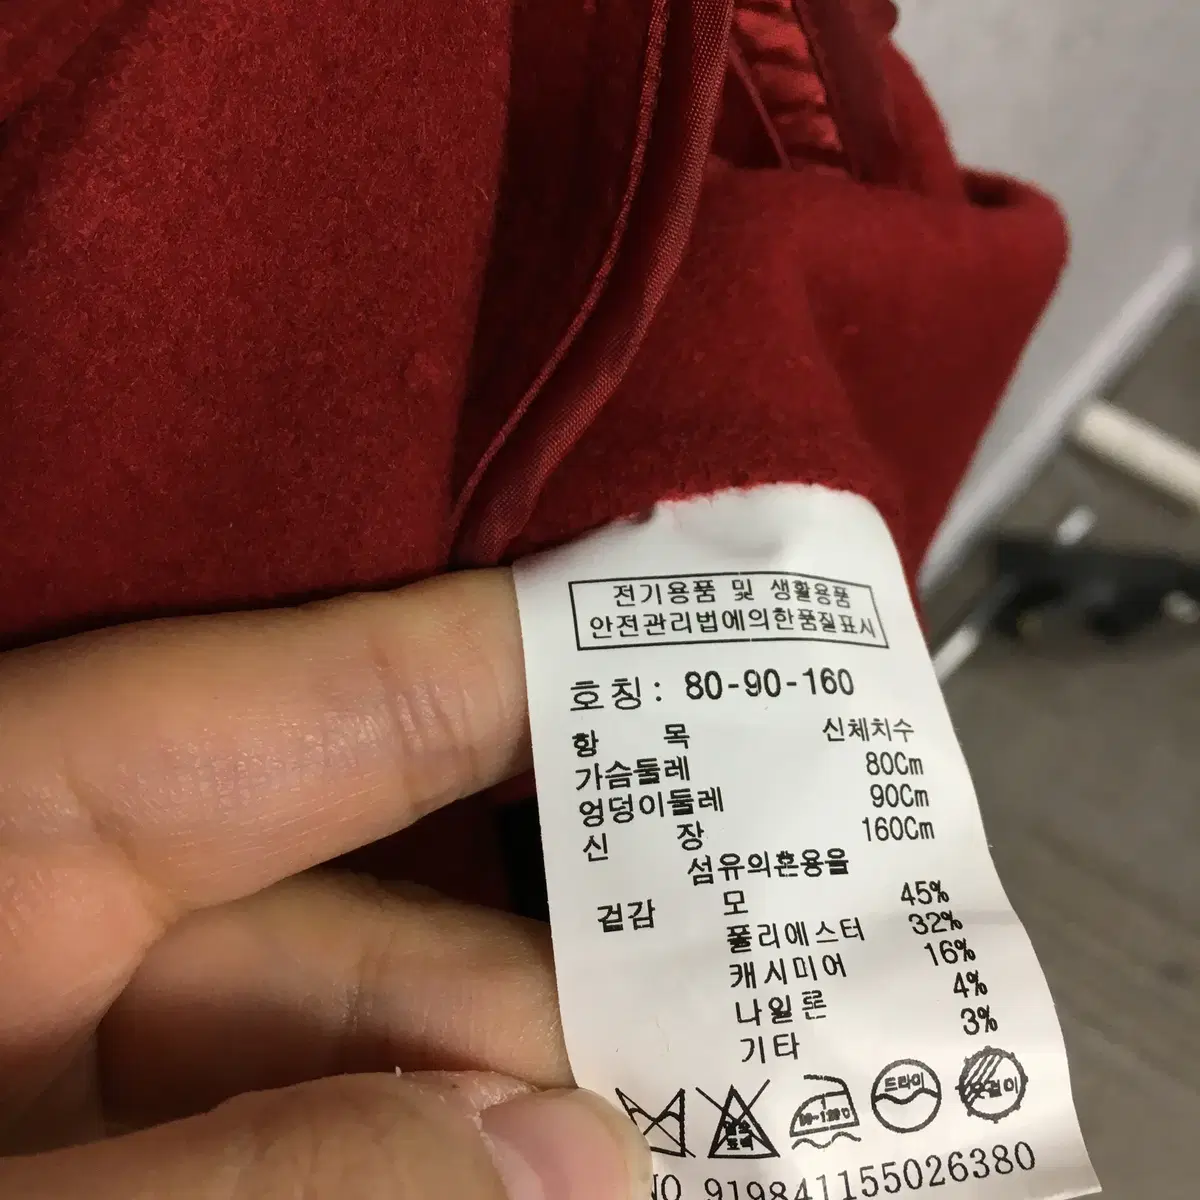 전기용품 및 생활용품
안전관리법에의한품질표시
호칭: 80-90-160
항 목 신체치수
가슴둘레 80Cm
엉덩이둘레 90Cm
신 장 160Cm
섬유의혼용율
겉감 모 45%
폴리에스터 32%
캐시미어 16%
나일론 4%
기타 3%
드라이
옷걸이
NO 919841155026380